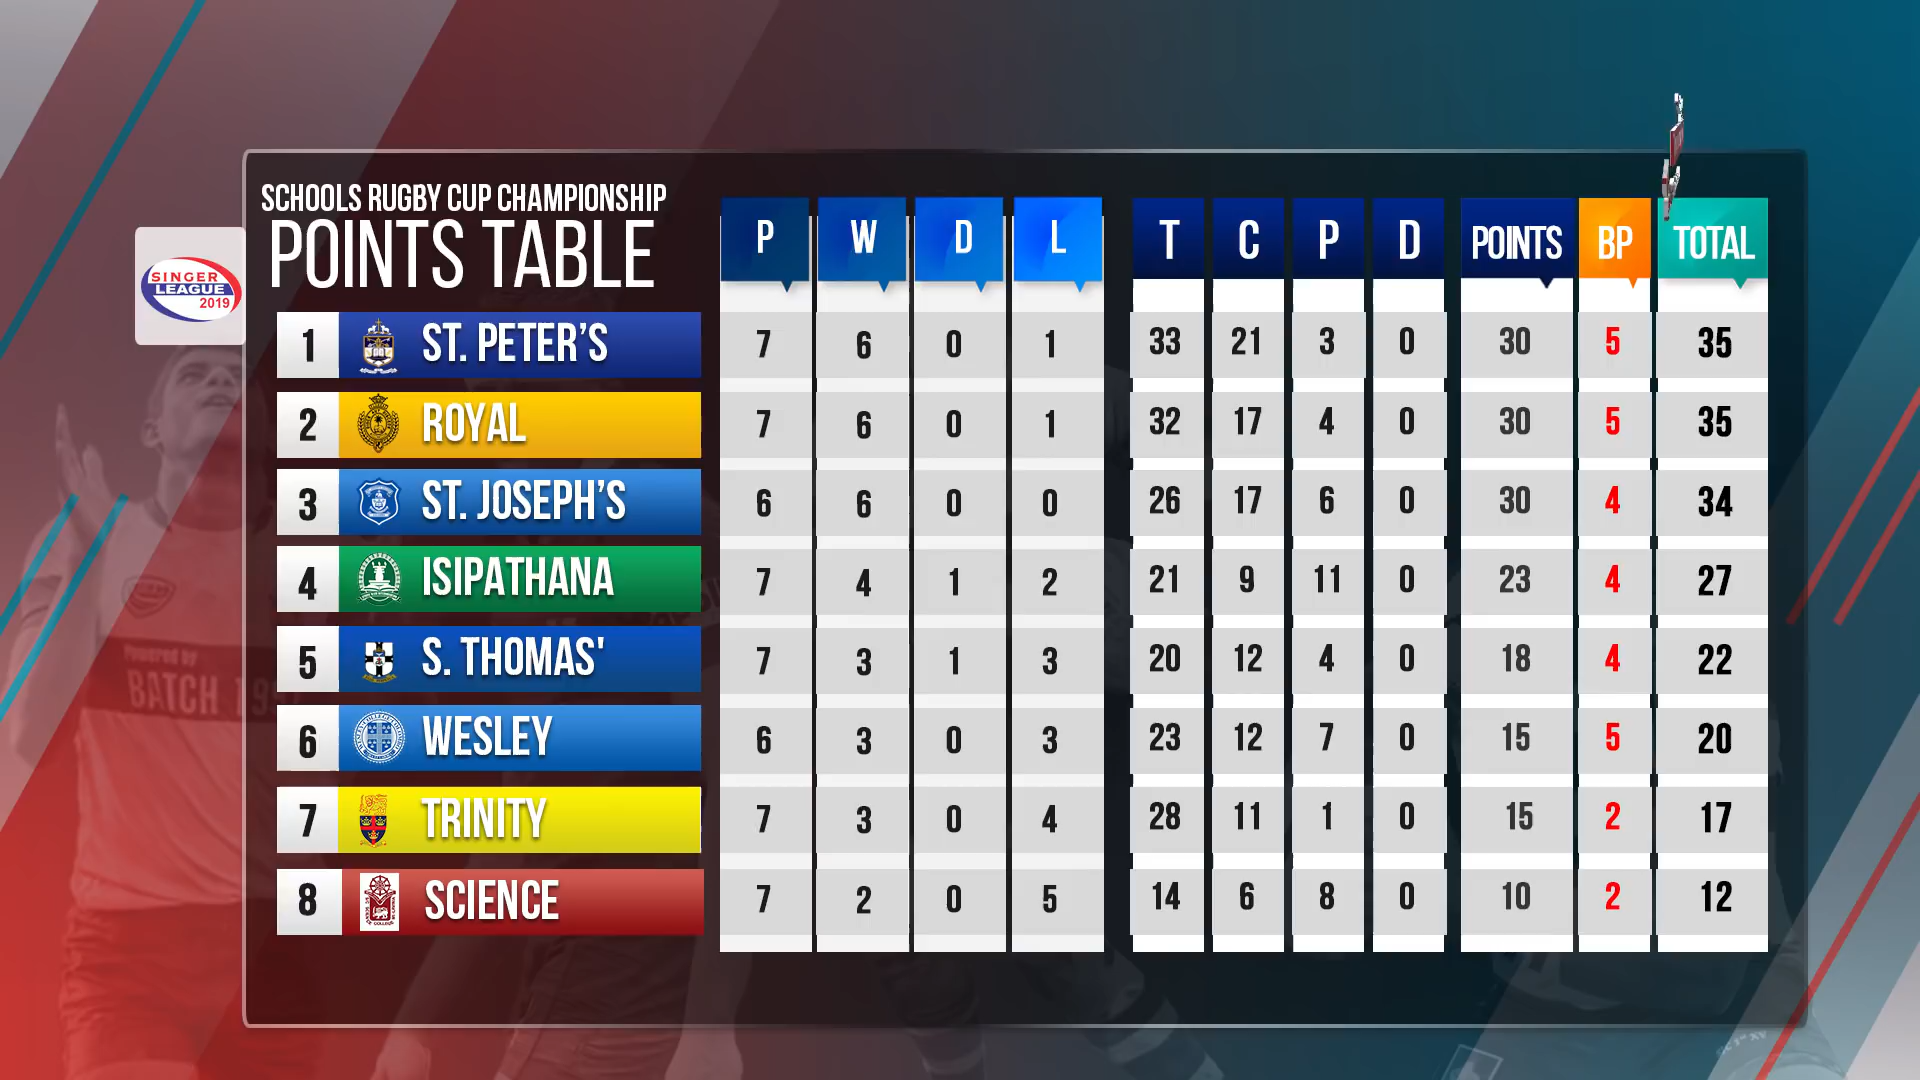 SCHOOLS RUGBY CUP CHAMPIONSHIP
POINTS TABLE
SINGER
LEAGUE
2019
P W D L T C P D POINTS BP TOTAL
1 ST. PETER’S 7 6 0 1 33 21 3 0 30 5 35
2 ROYAL 7 6 0 1 32 17 4 0 30 5 35
3 ST. JOSEPH’S 6 6 0 0 26 17 6 0 30 4 34
4 ISIPATHANA 7 4 1 2 21 9 11 0 23 4 27
5 S. THOMAS' 7 3 1 3 20 12 4 0 18 4 22
6 WESLEY 6 3 0 3 23 12 7 0 15 5 20
7 TRINITY 7 3 0 4 28 11 1 0 15 2 17
8 SCIENCE 7 2 0 5 14 6 8 0 10 2 12
Powered by
BATCH